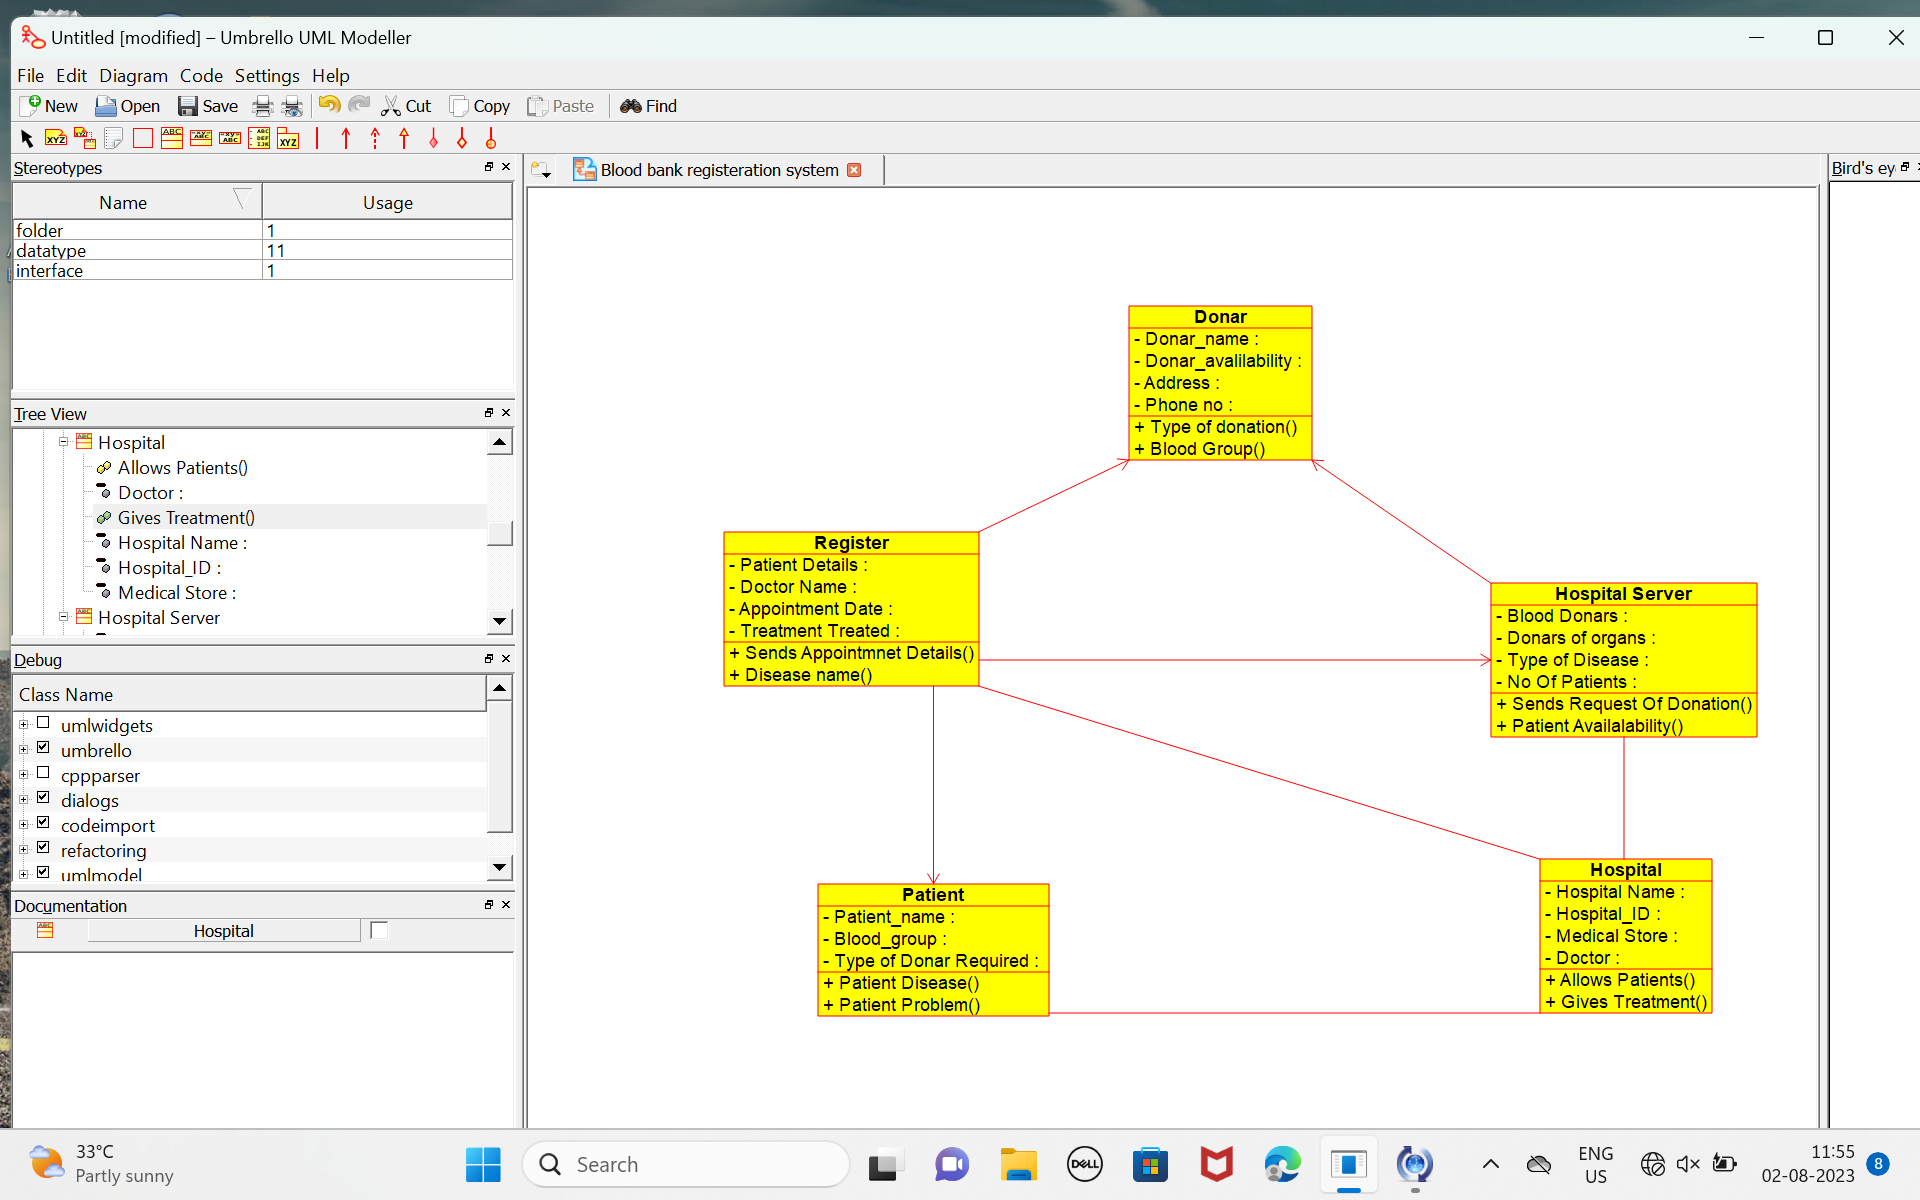 Untitled [modified] – Umbrello UML Modeller
File Edit Diagram Code Settings Help
New Open Save Cut Copy Paste Find
Stereotypes
Name Usage
folder 1
datatype 11
interface 1
Tree View
Hospital
Allows Patients()
Doctor :
Gives Treatment()
Hospital Name :
Hospital_ID :
Medical Store :
Hospital Server
Debug
Class Name
umlwidgets
umbrello
cppparser
dialogs
codeimport
refactoring
umlmodel
Documentation
Hospital
Blood bank registeration system
Bird's ey
Donar
- Donar_name :
- Donar_avalilability :
- Address :
- Phone no :
+ Type of donation()
+ Blood Group()
Register
- Patient Details :
- Doctor Name :
- Appointment Date :
- Treatment Treated :
+ Sends Appointmnet Details()
+ Disease name()
Hospital Server
- Blood Donars :
- Donars of organs :
- Type of Disease :
- No Of Patients :
+ Sends Request Of Donation()
+ Patient Availalability()
Patient
- Patient_name :
- Blood_group :
- Type of Donar Required :
+ Patient Disease()
+ Patient Problem()
Hospital
- Hospital Name :
- Hospital_ID :
- Medical Store :
- Doctor :
+ Allows Patients()
+ Gives Treatment()
33°C
Partly sunny
Search
DELL
ENG
US
11:55
02-08-2023
8